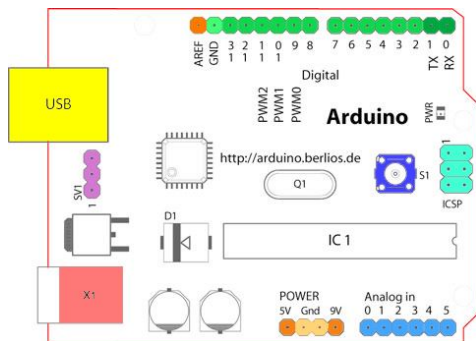 AREF GND 13 12 11 10 9 8 7 6 5 4 3 2 1 0
TX RX
Digital
PWM2 PWM1 PWM0
Arduino
PWR
USB
http://arduino.berlios.de
S1
1
ICSP
SV1
1
Q1
D1
IC 1
X1
POWER
5V Gnd 9V
Analog in
0 1 2 3 4 5